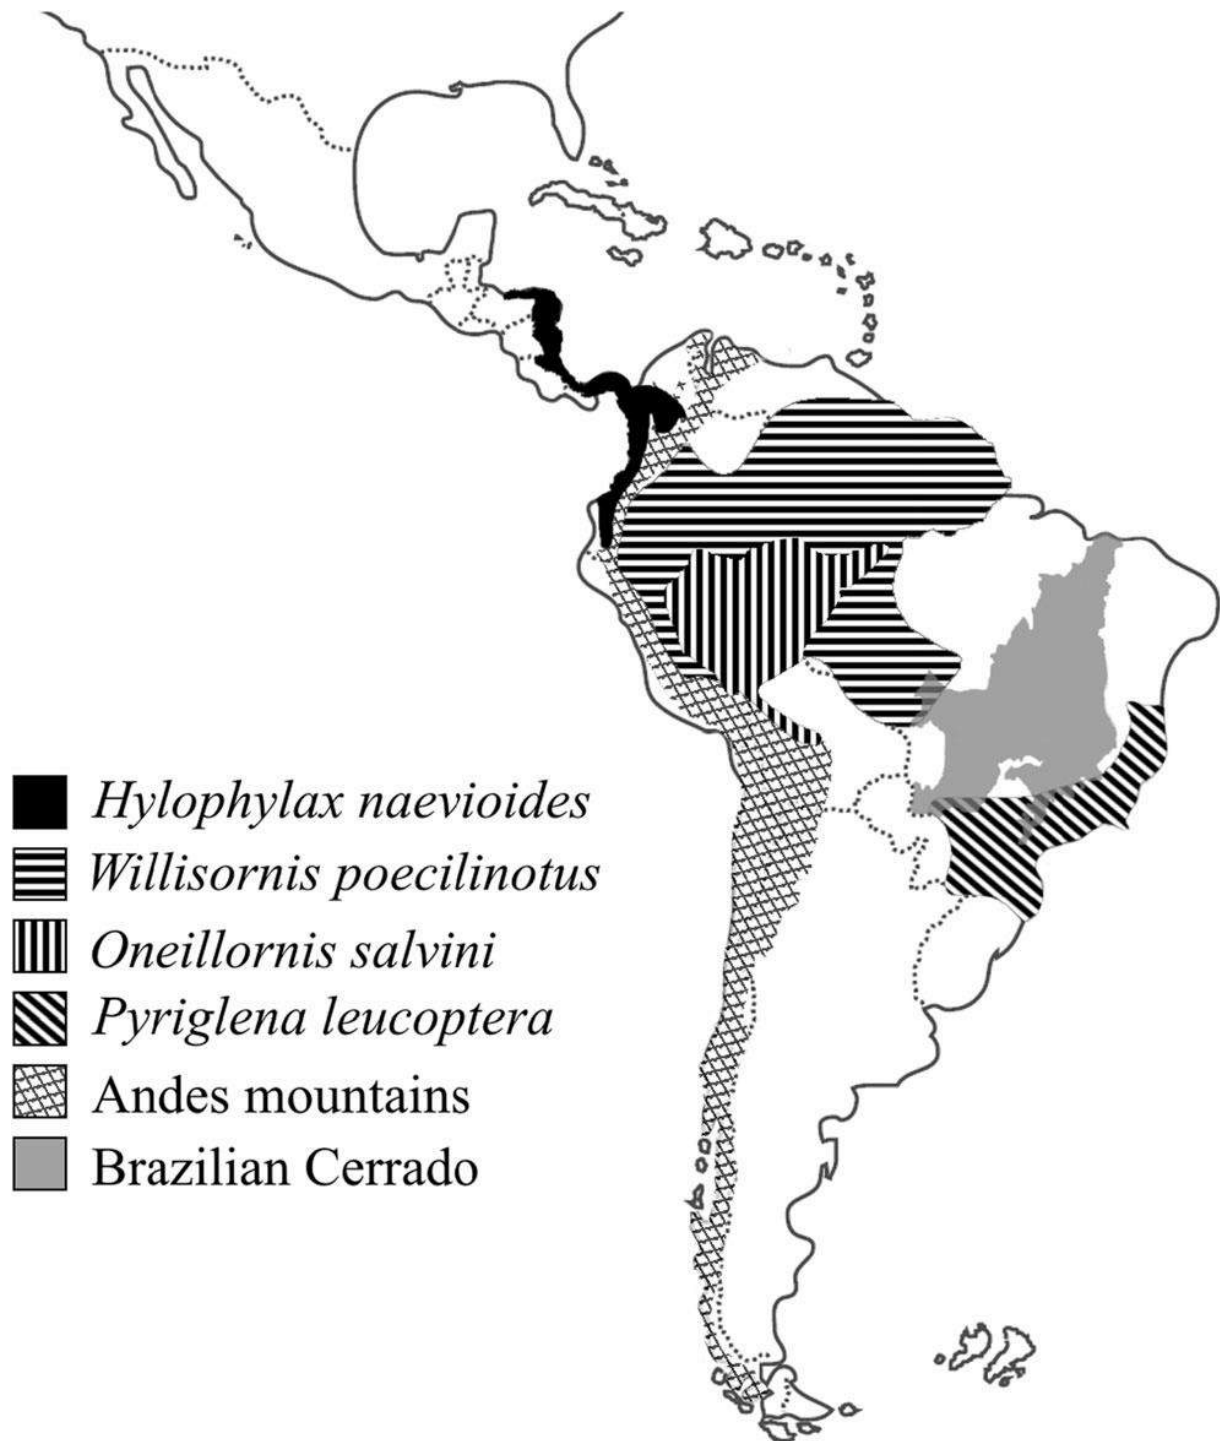 Hylophylax naevioides
Willisornis poecilinotus
Oneillornis salvini
Pyriglena leucoptera
Andes mountains
Brazilian Cerrado